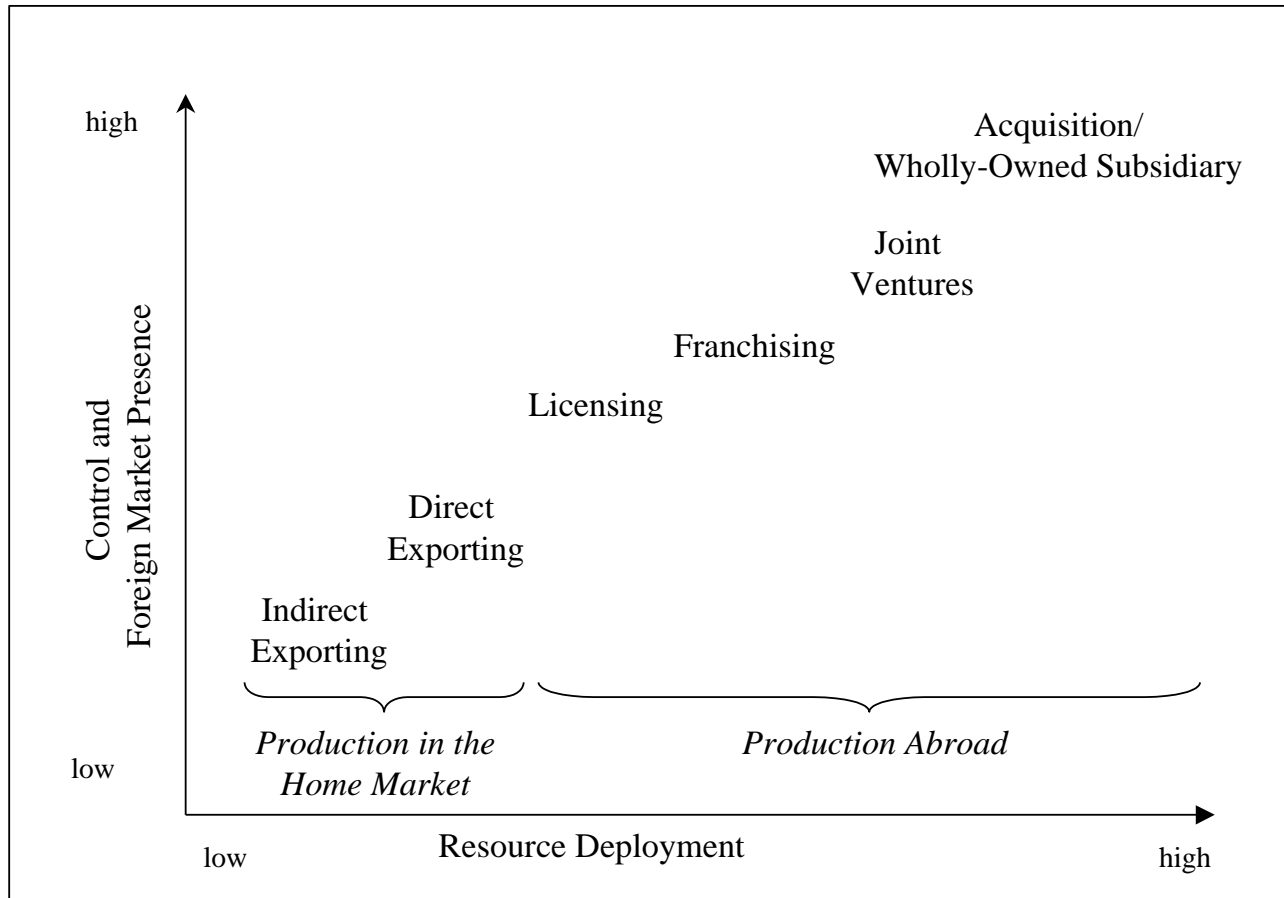 high
Acquisition/
Wholly-Owned Subsidiary
Joint
Ventures
Franchising
Licensing
Control and
Foreign Market Presence
Direct
Exporting
Indirect
Exporting
Production in the
Home Market
Production Abroad
low
low
Resource Deployment
high